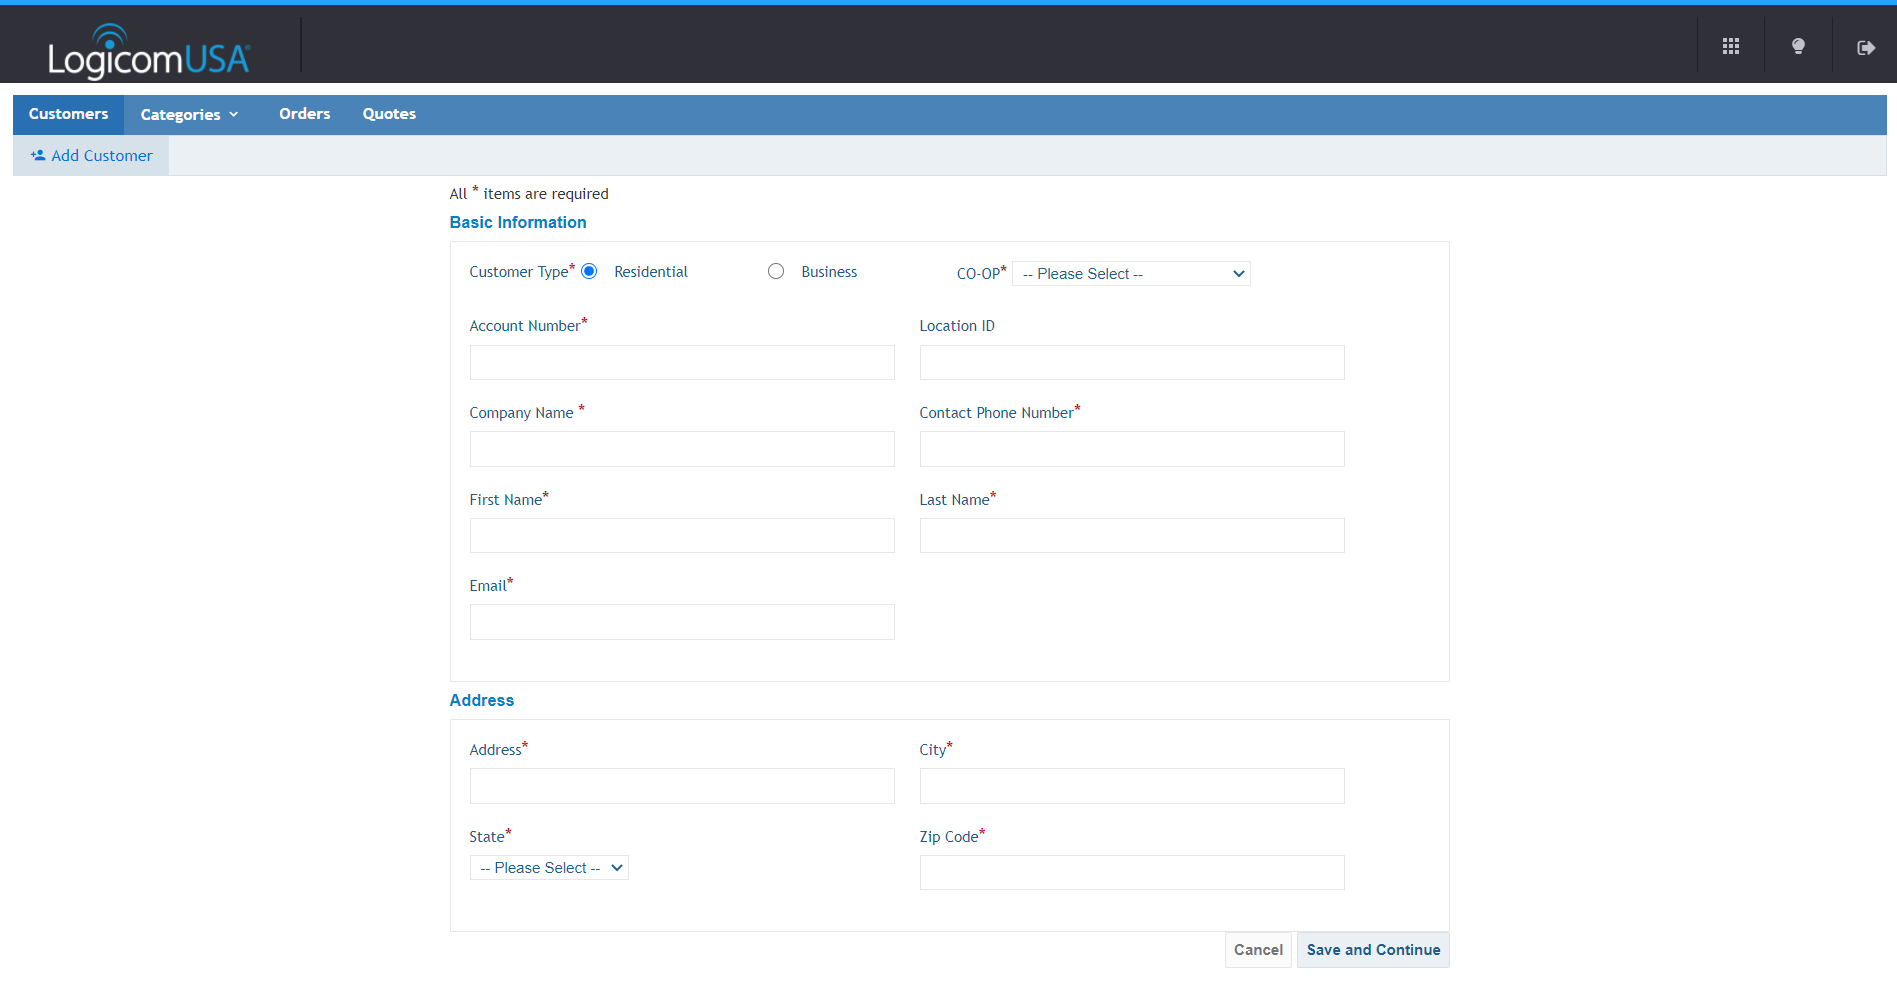 LogicomUSA®
Customers Categories Orders Quotes
Add Customer
All * items are required
Basic Information
Customer Type* Residential Business CO-OP* -- Please Select --
Account Number* Location ID
Company Name * Contact Phone Number*
First Name* Last Name*
Email*
Address
Address* City*
State* Zip Code*
-- Please Select --
Cancel Save and Continue